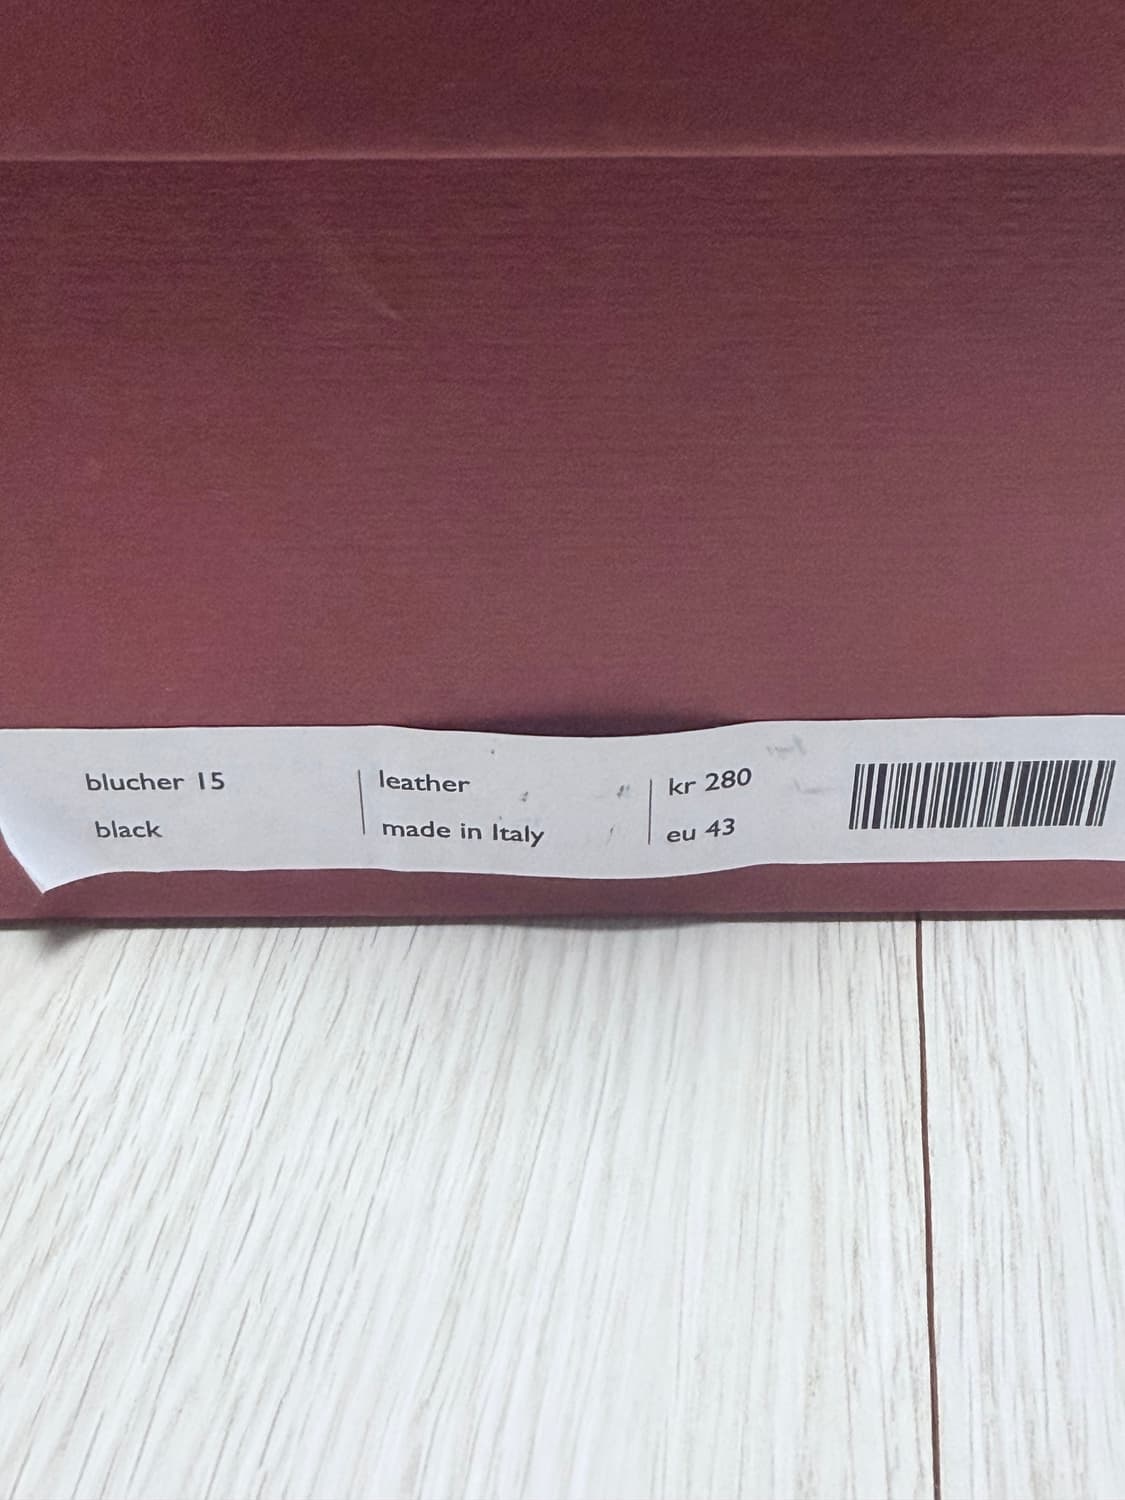 blucher 15
black
leather
made in Italy
kr 280
eu 43